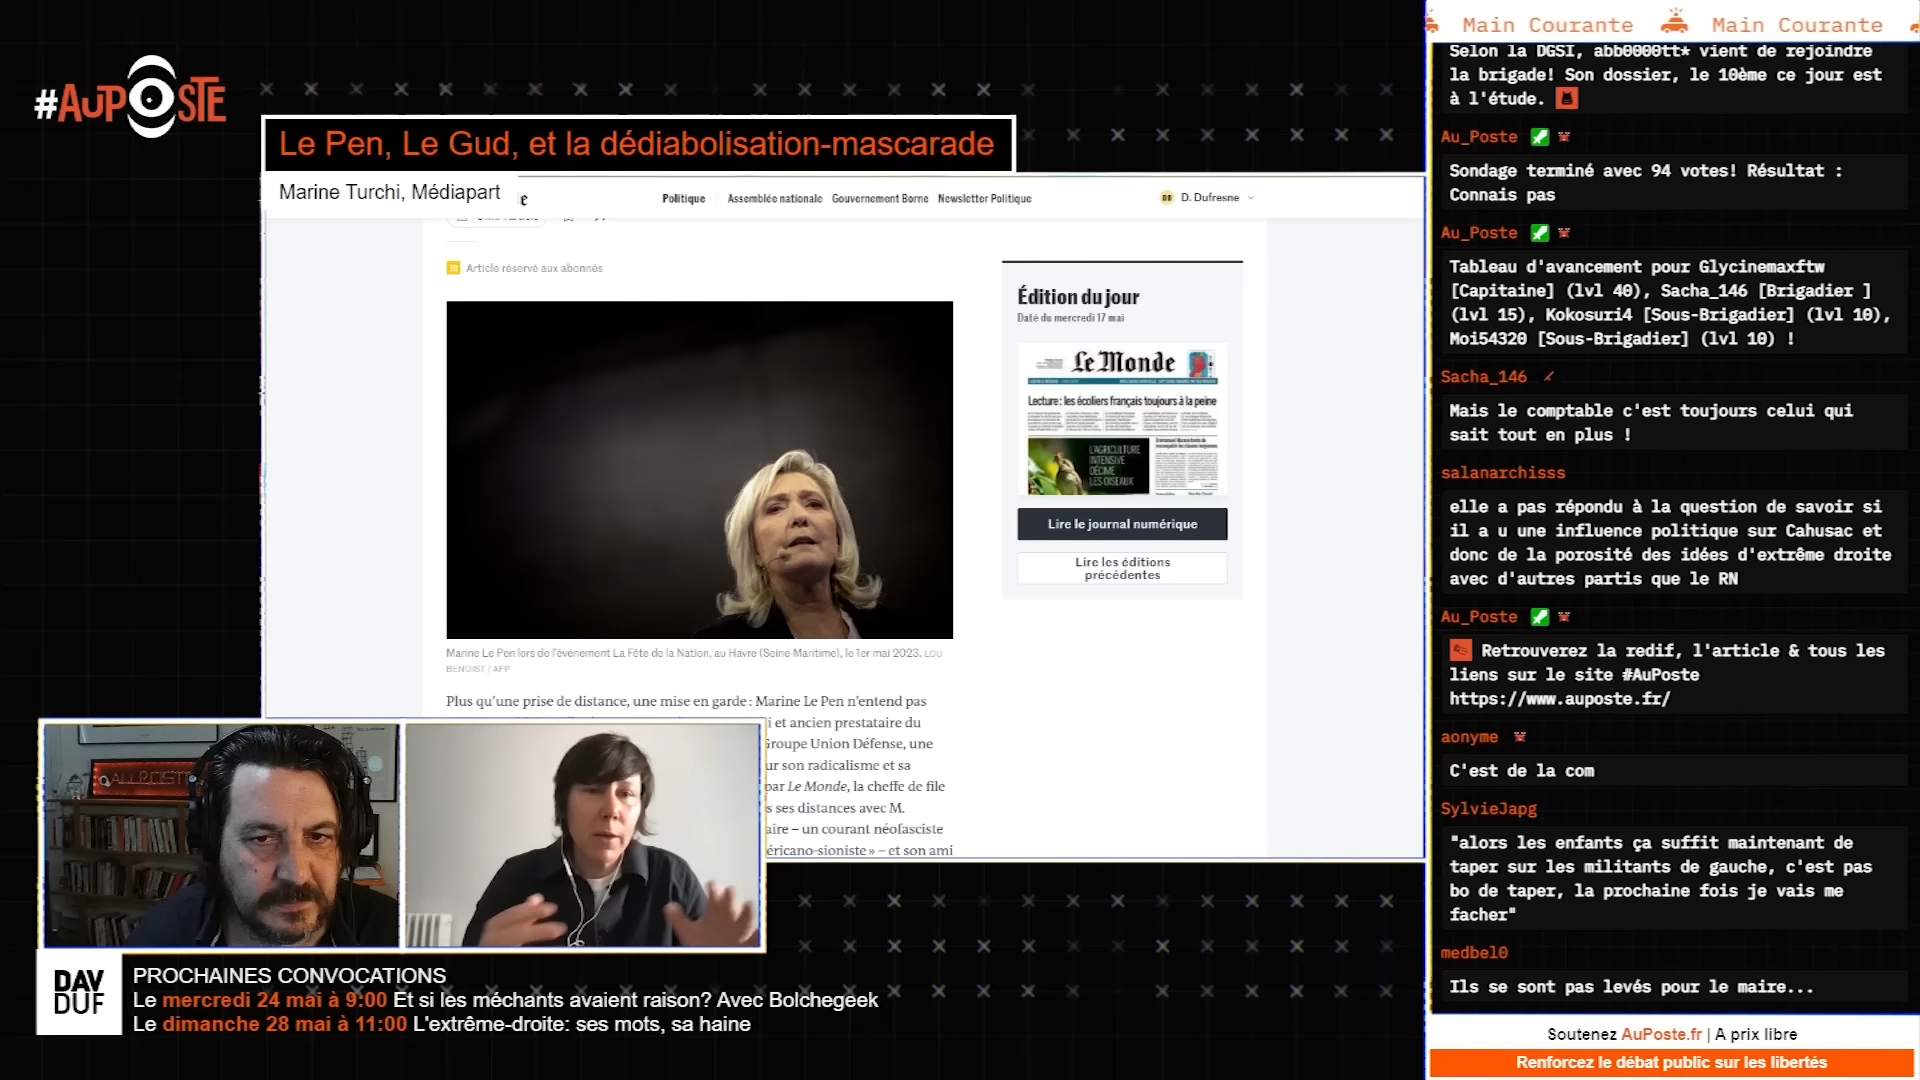 #AUPOSTE
Le Pen, Le Gud, et la dédiabolisation-mascarade
Marine Turchi, Médiapart
Politique
Assemblée nationale
Gouvernement Borne
Newsletter Politique
D. Dufresne
Article réservé aux abonnés
Édition du jour
Daté du mercredi 17 mai
Le Monde
Lecture : les écoliers français toujours à la peine
L'AGRICULTURE
INTENSIVE
DÉCIME
LES OISEAUX
Lire le journal numérique
Lire les éditions
précédentes
Marine Le Pen lors de l'événement La Fête de la Nation, au Havre (Seine-Maritime), le 1er mai 2023. LOU
BENOIST / AFP
Plus qu'une prise de distance, une mise en garde : Marine Le Pen n'entend pas
i et ancien prestataire du
Groupe Union Défense, une
ur son radicalisme et sa
par Le Monde, la cheffe de file
s ses distances avec M.
aire – un courant néofasciste
éricano-sioniste » – et son ami
DAV
DUF
PROCHAINES CONVOCATIONS
Le mercredi 24 mai à 9:00 Et si les méchants avaient raison? Avec Bolchegeek
Le dimanche 28 mai à 11:00 L'extrême-droite: ses mots, sa haine
Main Courante Main Courante
Selon la DGSI, abb0000tt* vient de rejoindre
la brigade! Son dossier, le 10ème ce jour est
à l'étude.
Au_Poste
Sondage terminé avec 94 votes! Résultat :
Connais pas
Au_Poste
Tableau d'avancement pour Glycinemaxftw
[Capitaine] (lvl 40), Sacha_146 [Brigadier ]
(lvl 15), Kokosuri4 [Sous-Brigadier] (lvl 10),
Moi54320 [Sous-Brigadier] (lvl 10) !
Sacha_146
Mais le comptable c'est toujours celui qui
sait tout en plus !
salanarchisss
elle a pas répondu à la question de savoir si
il a u une influence politique sur Cahusac et
donc de la porosité des idées d'extrême droite
avec d'autres partis que le RN
Au_Poste
Retrouverez la redif, l'article & tous les
liens sur le site #AuPoste
https://www.auposte.fr/
aonyme
C'est de la com
SylvieJapg
"alors les enfants ça suffit maintenant de
taper sur les militants de gauche, c'est pas
bo de taper, la prochaine fois je vais me
facher"
medbel0
Ils se sont pas levés pour le maire...
Soutenez AuPoste.fr | A prix libre
Renforcez le débat public sur les libertés